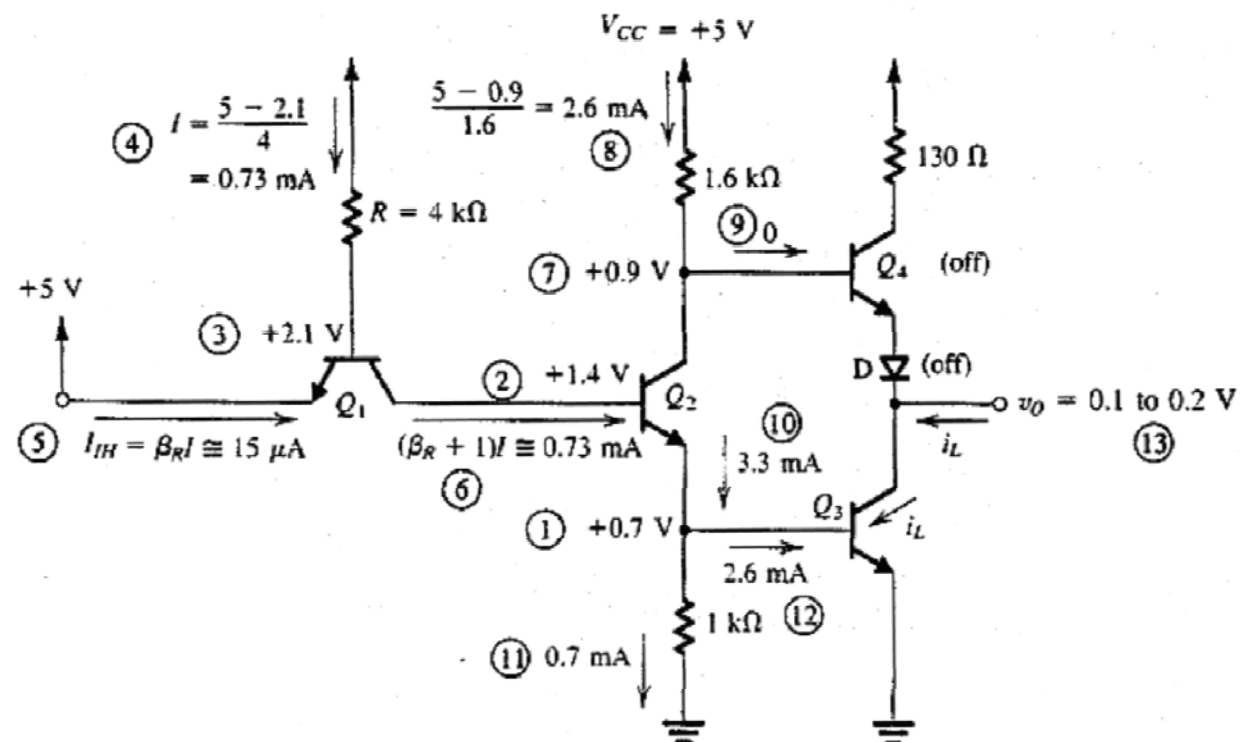 V_CC = +5 V
④ I = (5 − 2.1)/4
= 0.73 mA
(5 − 0.9)/1.6 = 2.6 mA
⑧
R = 4 kΩ
1.6 kΩ
130 Ω
⑨ 0
⑦ +0.9 V
Q4 (off)
+5 V
③ +2.1 V
② +1.4 V
D (off)
Q1
Q2
v_O = 0.1 to 0.2 V
⑤ I_IH = β_R I ≅ 15 μA
(β_R + 1)I ≅ 0.73 mA
⑥
⑩
3.3 mA
i_L
⑬
① +0.7 V
Q3
i_L
2.6 mA
⑫
1 kΩ
⑪ 0.7 mA